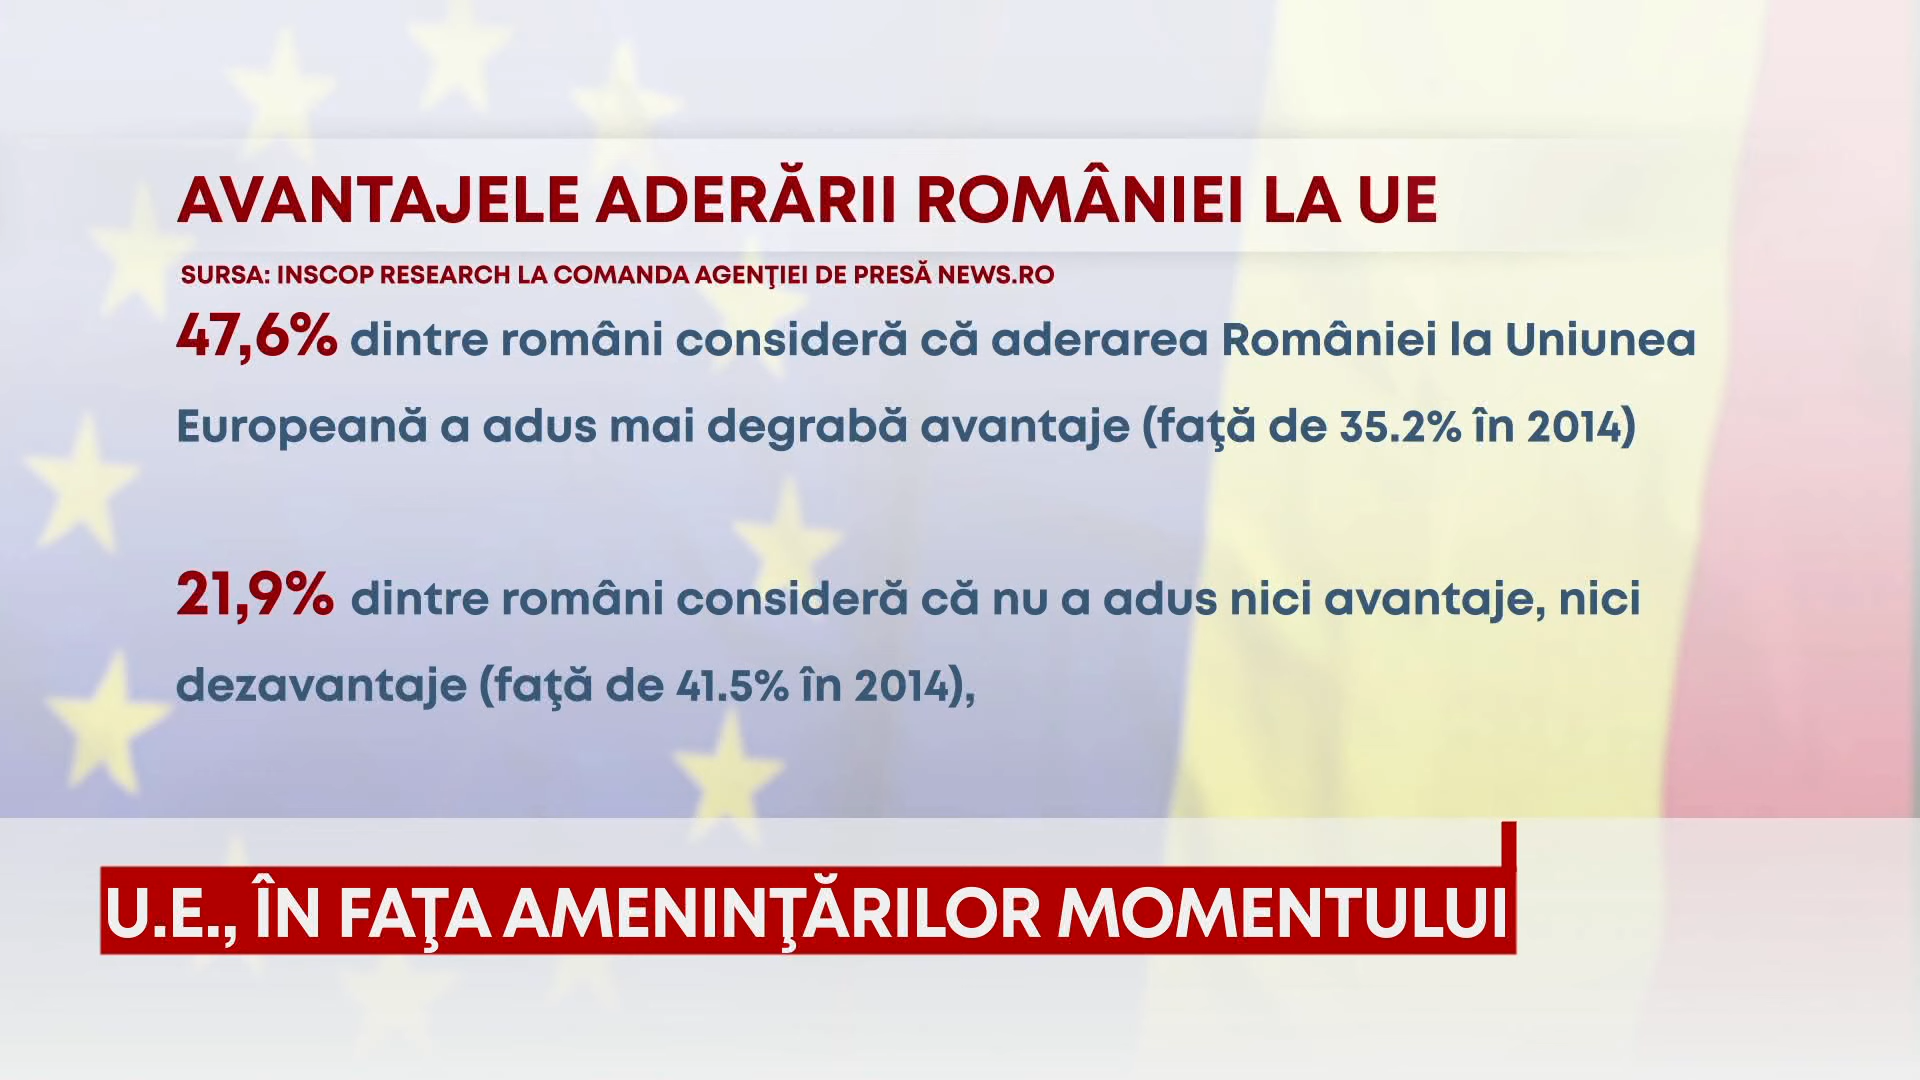 AVANTAJELE ADERĂRII ROMÂNIEI LA UE
SURSA: INSCOP RESEARCH LA COMANDA AGENŢIEI DE PRESĂ NEWS.RO
47,6% dintre români consideră că aderarea României la Uniunea
Europeană a adus mai degrabă avantaje (faţă de 35.2% în 2014)
21,9% dintre români consideră că nu a adus nici avantaje, nici
dezavantaje (faţă de 41.5% în 2014),
U.E., ÎN FAŢA AMENINŢĂRILOR MOMENTULUI